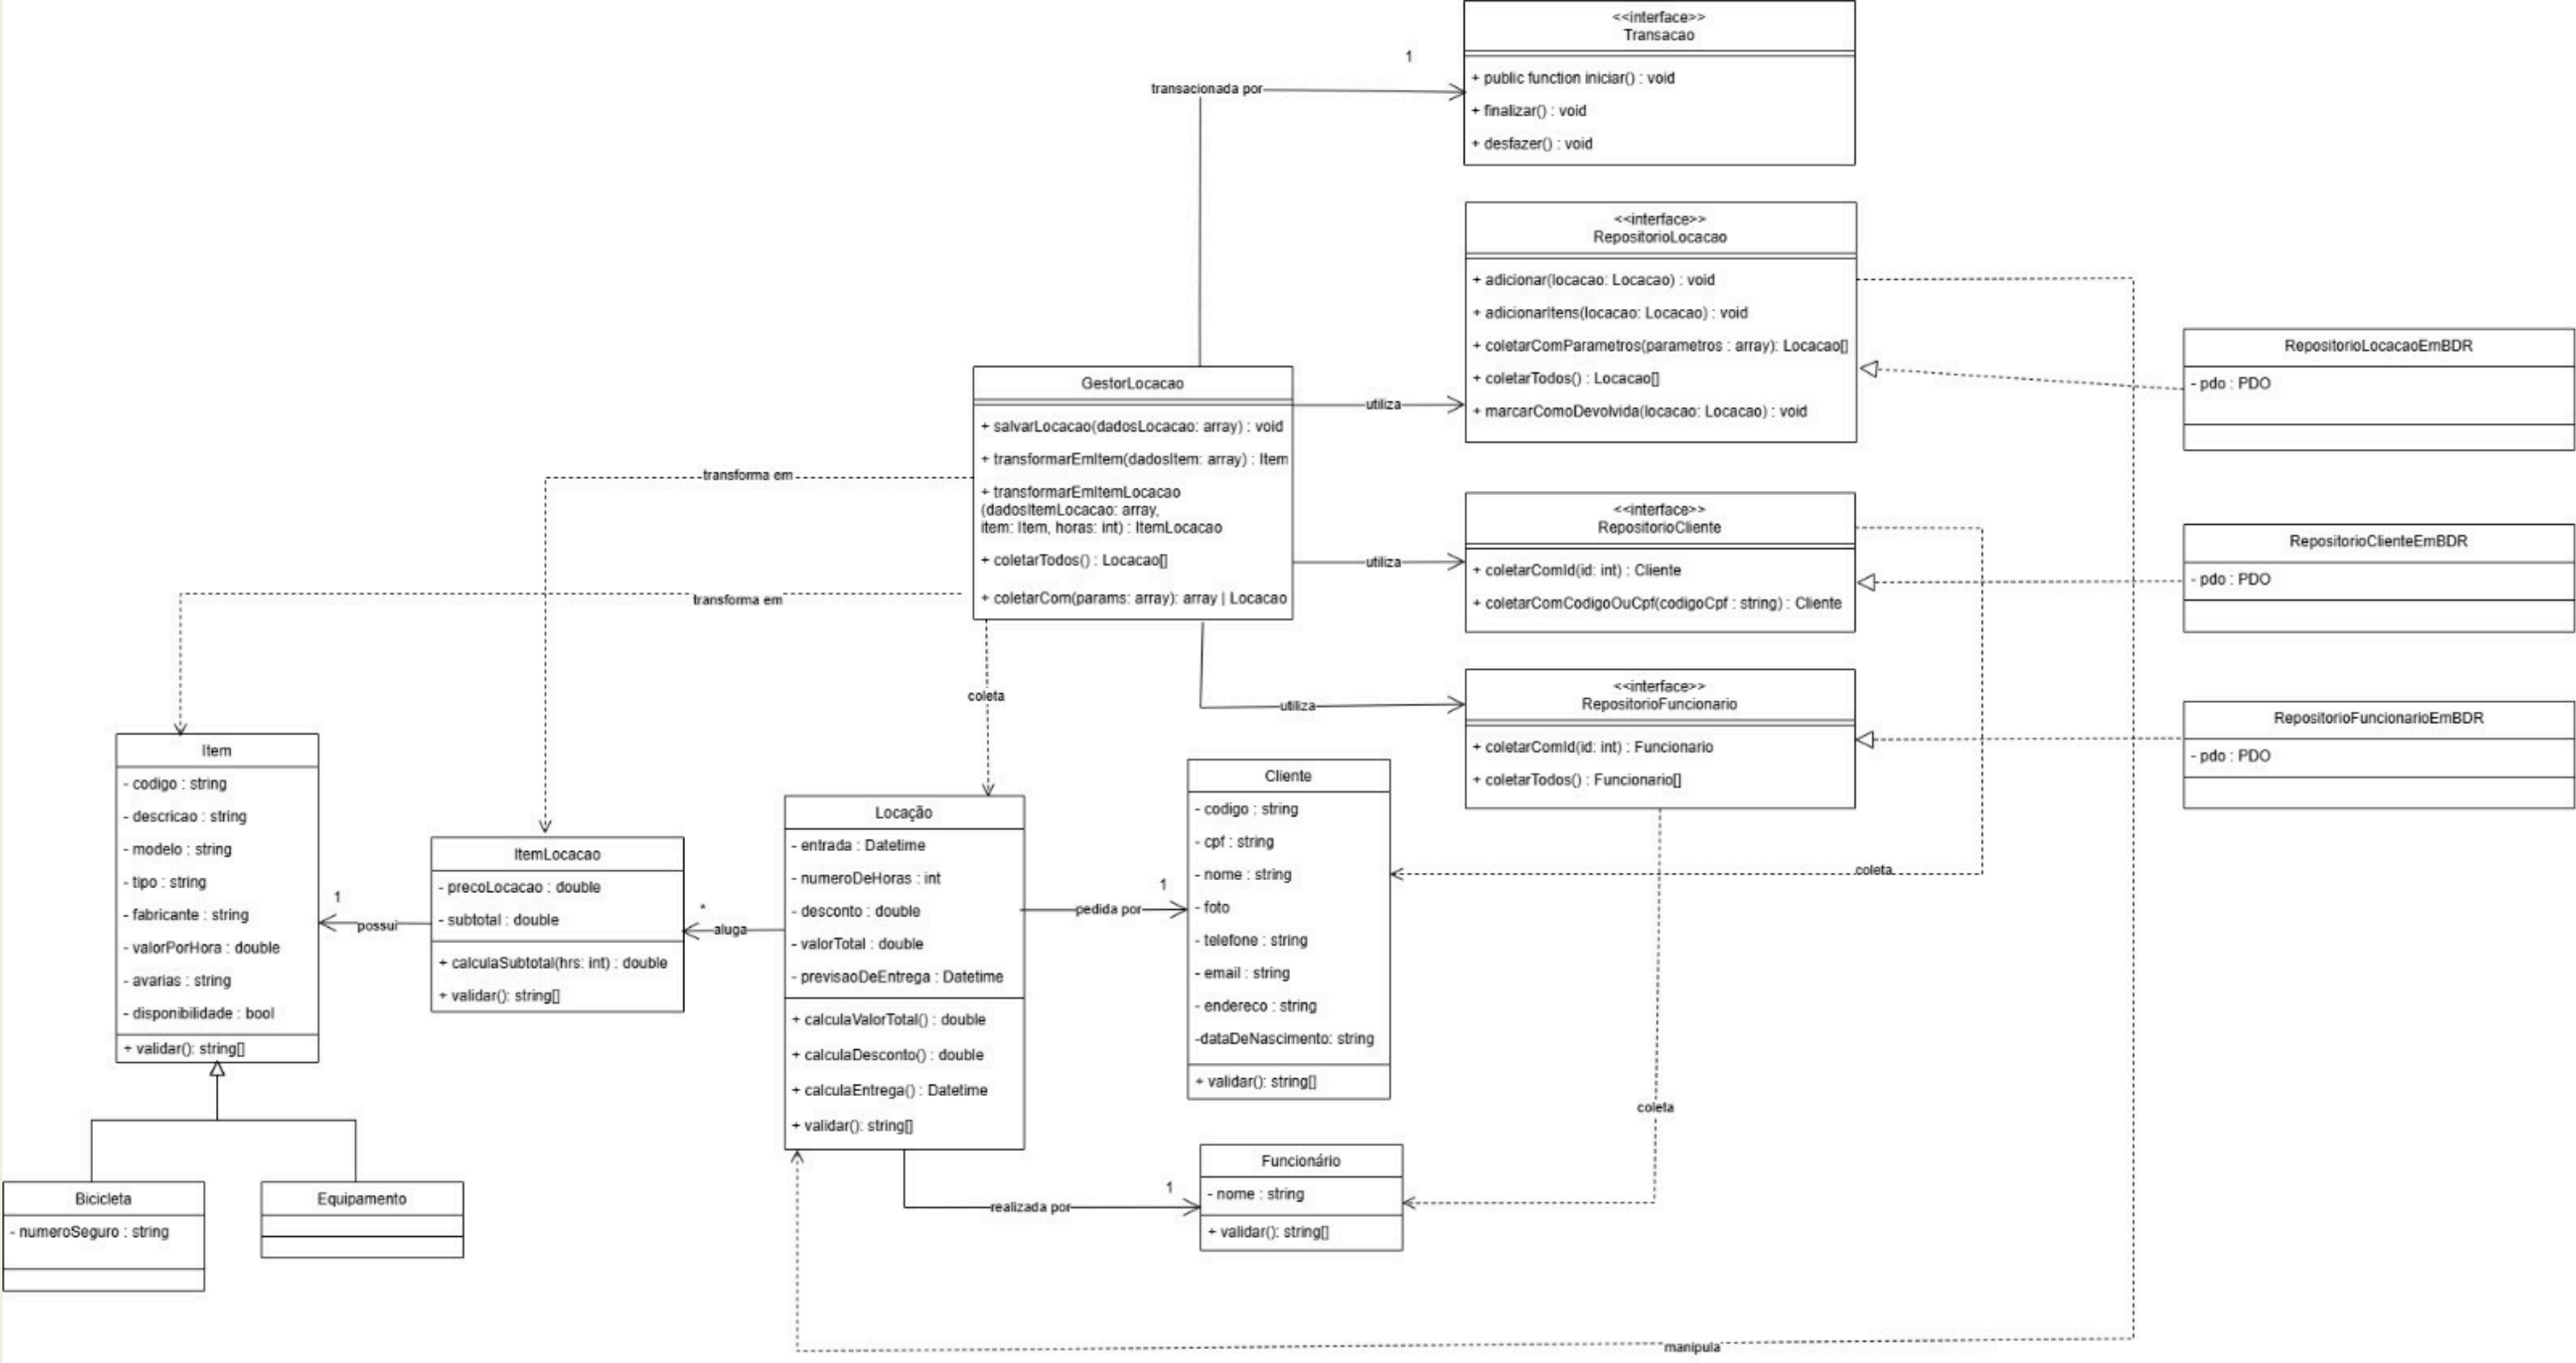 <<interface>>
Transacao
+ public function iniciar() : void
+ finalizar() : void
+ desfazer() : void
1
transacionada por
<<interface>>
RepositorioLocacao
+ adicionar(locacao: Locacao) : void
+ adicionarItens(locacao: Locacao) : void
+ coletarComParametros(parametros : array): Locacao[]
+ coletarTodos() : Locacao[]
+ marcarComoDevolvida(locacao: Locacao) : void
RepositorioLocacaoEmBDR
- pdo : PDO
GestorLocacao
+ salvarLocacao(dadosLocacao: array) : void
+ transformarEmItem(dadosItem: array) : Item
+ transformarEmItemLocacao
(dadosItemLocacao: array,
item: Item, horas: int) : ItemLocacao
+ coletarTodos() : Locacao[]
+ coletarCom(params: array): array | Locacao
utiliza
utiliza
utiliza
transforma em
transforma em
coleta
<<interface>>
RepositorioCliente
+ coletarComId(id: int) : Cliente
+ coletarComCodigoOuCpf(codigoCpf : string) : Cliente
RepositorioClienteEmBDR
- pdo : PDO
<<interface>>
RepositorioFuncionario
+ coletarComId(id: int) : Funcionario
+ coletarTodos() : Funcionario[]
RepositorioFuncionarioEmBDR
- pdo : PDO
Item
- codigo : string
- descricao : string
- modelo : string
- tipo : string
- fabricante : string
- valorPorHora : double
- avarias : string
- disponibilidade : bool
+ validar(): string[]
1
possui
ItemLocacao
- precoLocacao : double
- subtotal : double
+ calculaSubtotal(hrs: int) : double
+ validar(): string[]
*
aluga
Locação
- entrada : Datetime
- numeroDeHoras : int
- desconto : double
- valorTotal : double
- previsaoDeEntrega : Datetime
+ calculaValorTotal() : double
+ calculaDesconto() : double
+ calculaEntrega() : Datetime
+ validar(): string[]
1
pedida por
Cliente
- codigo : string
- cpf : string
- nome : string
- foto
- telefone : string
- email : string
- endereco : string
-dataDeNascimento: string
+ validar(): string[]
coleta
coleta
Bicicleta
- numeroSeguro : string
Equipamento
1
realizada por
Funcionário
- nome : string
+ validar(): string[]
manipula